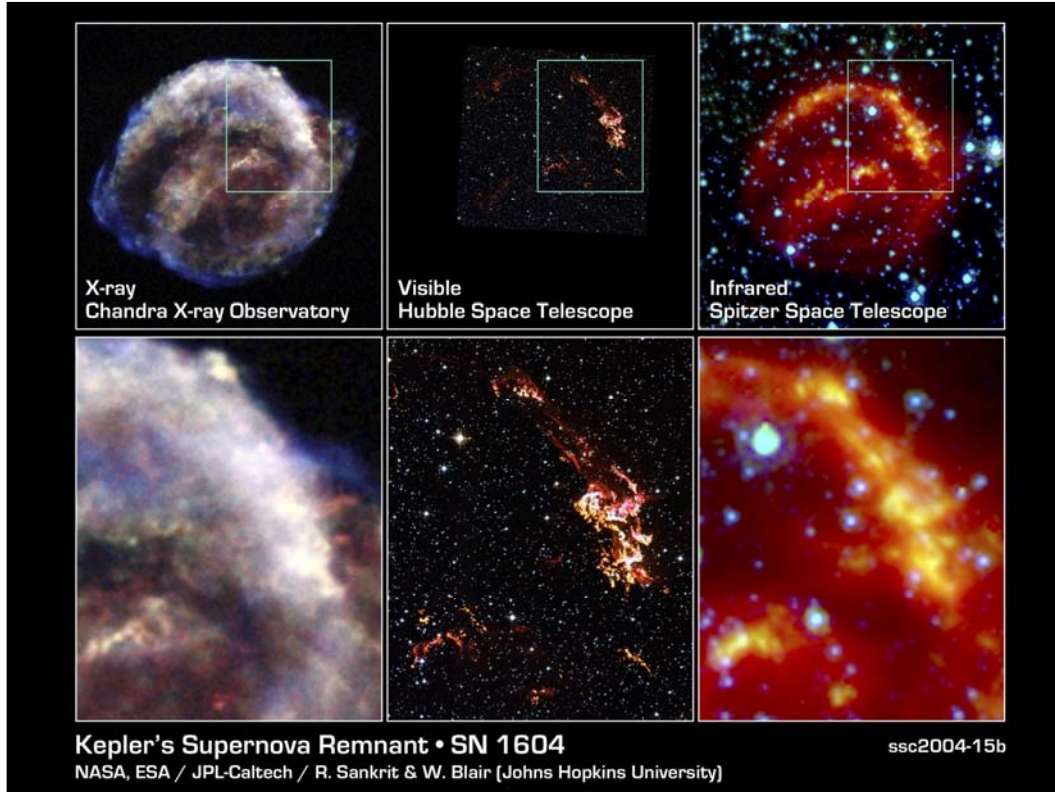 X-ray
Chandra X-ray Observatory
Visible
Hubble Space Telescope
Infrared
Spitzer Space Telescope
Kepler's Supernova Remnant • SN 1604
ssc2004-15b
NASA, ESA / JPL-Caltech / R. Sankrit & W. Blair (Johns Hopkins University)